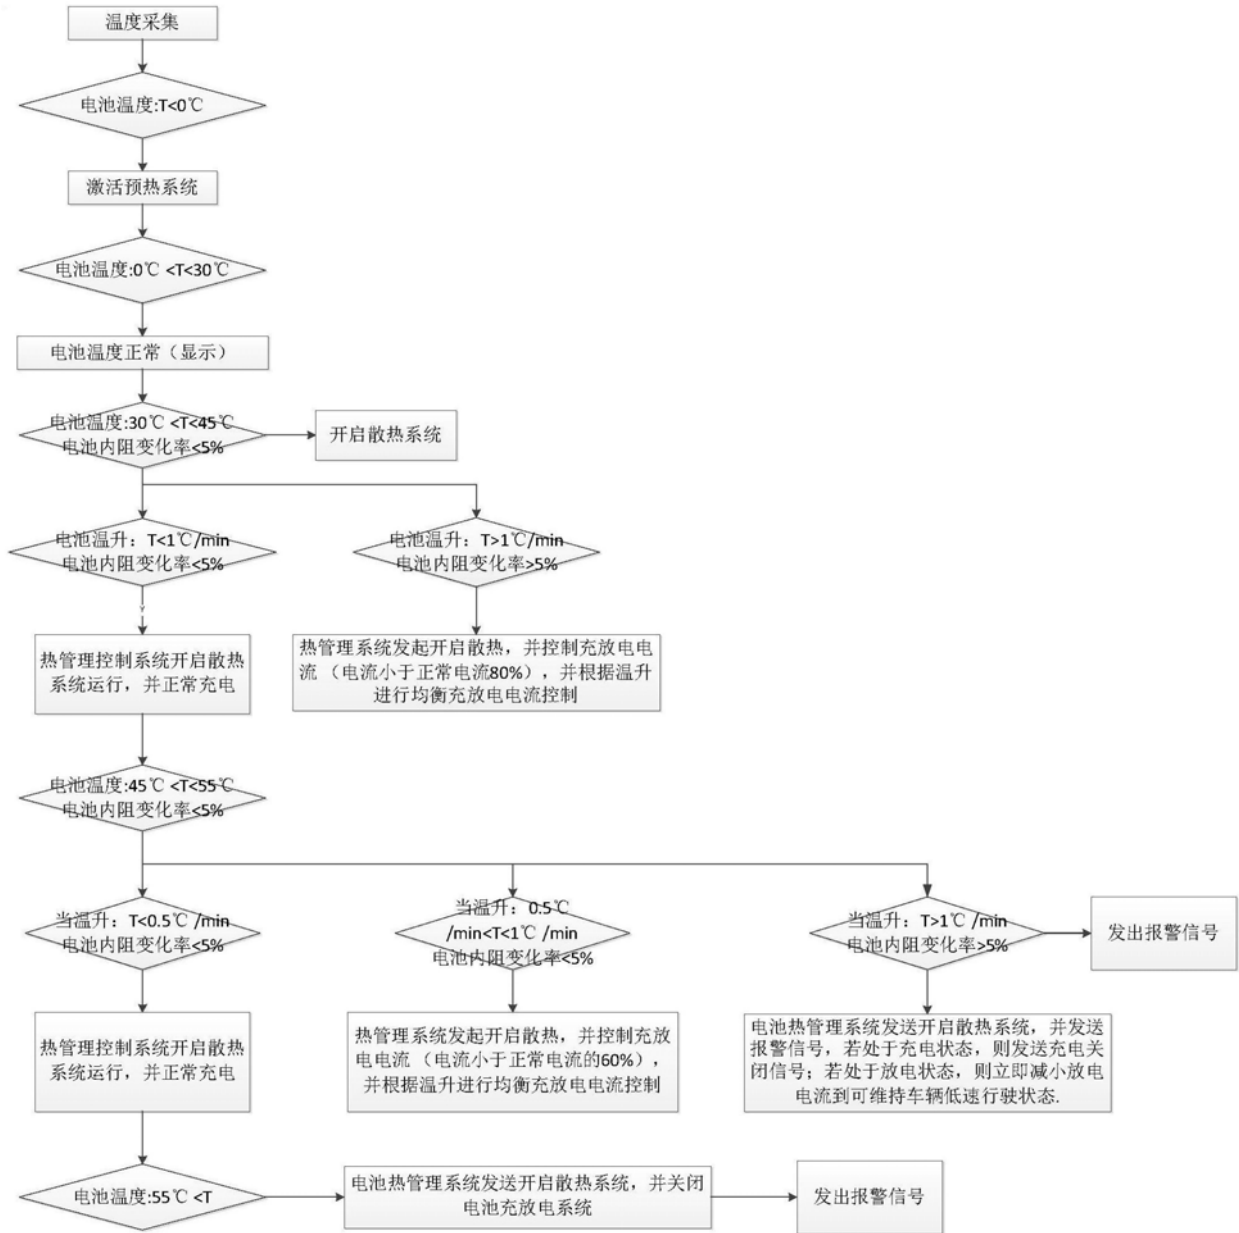 温度采集
电池温度:T<0℃
激活预热系统
电池温度:0℃ <T<30℃
电池温度正常（显示）
电池温度:30℃ <T<45℃
电池内阻变化率<5%
开启散热系统
电池温升：T<1℃/min
电池内阻变化率<5%
电池温升：T>1℃/min
电池内阻变化率>5%
Y
热管理控制系统开启散热
系统运行，并正常充电
热管理系统发起开启散热，并控制充放电电
流 （电流小于正常电流80%），并根据温升
进行均衡充放电电流控制
电池温度:45℃ <T<55℃
电池内阻变化率<5%
当温升：T<0.5℃ /min
电池内阻变化率<5%
当温升：0.5℃
/min<T<1℃ /min
电池内阻变化率<5%
当温升：T>1℃ /min
电池内阻变化率>5%
发出报警信号
热管理控制系统开启散热
系统运行，并正常充电
热管理系统发起开启散热，并控制充放
电电流 （电流小于正常电流的60%），
并根据温升进行均衡充放电电流控制
电池热管理系统发送开启散热系统，并发送
报警信号，若处于充电状态，则发送充电关
闭信号；若处于放电状态，则立即减小放电
电流到可维持车辆低速行驶状态.
电池温度:55℃ <T
电池热管理系统发送开启散热系统，并关闭
电池充放电系统
发出报警信号